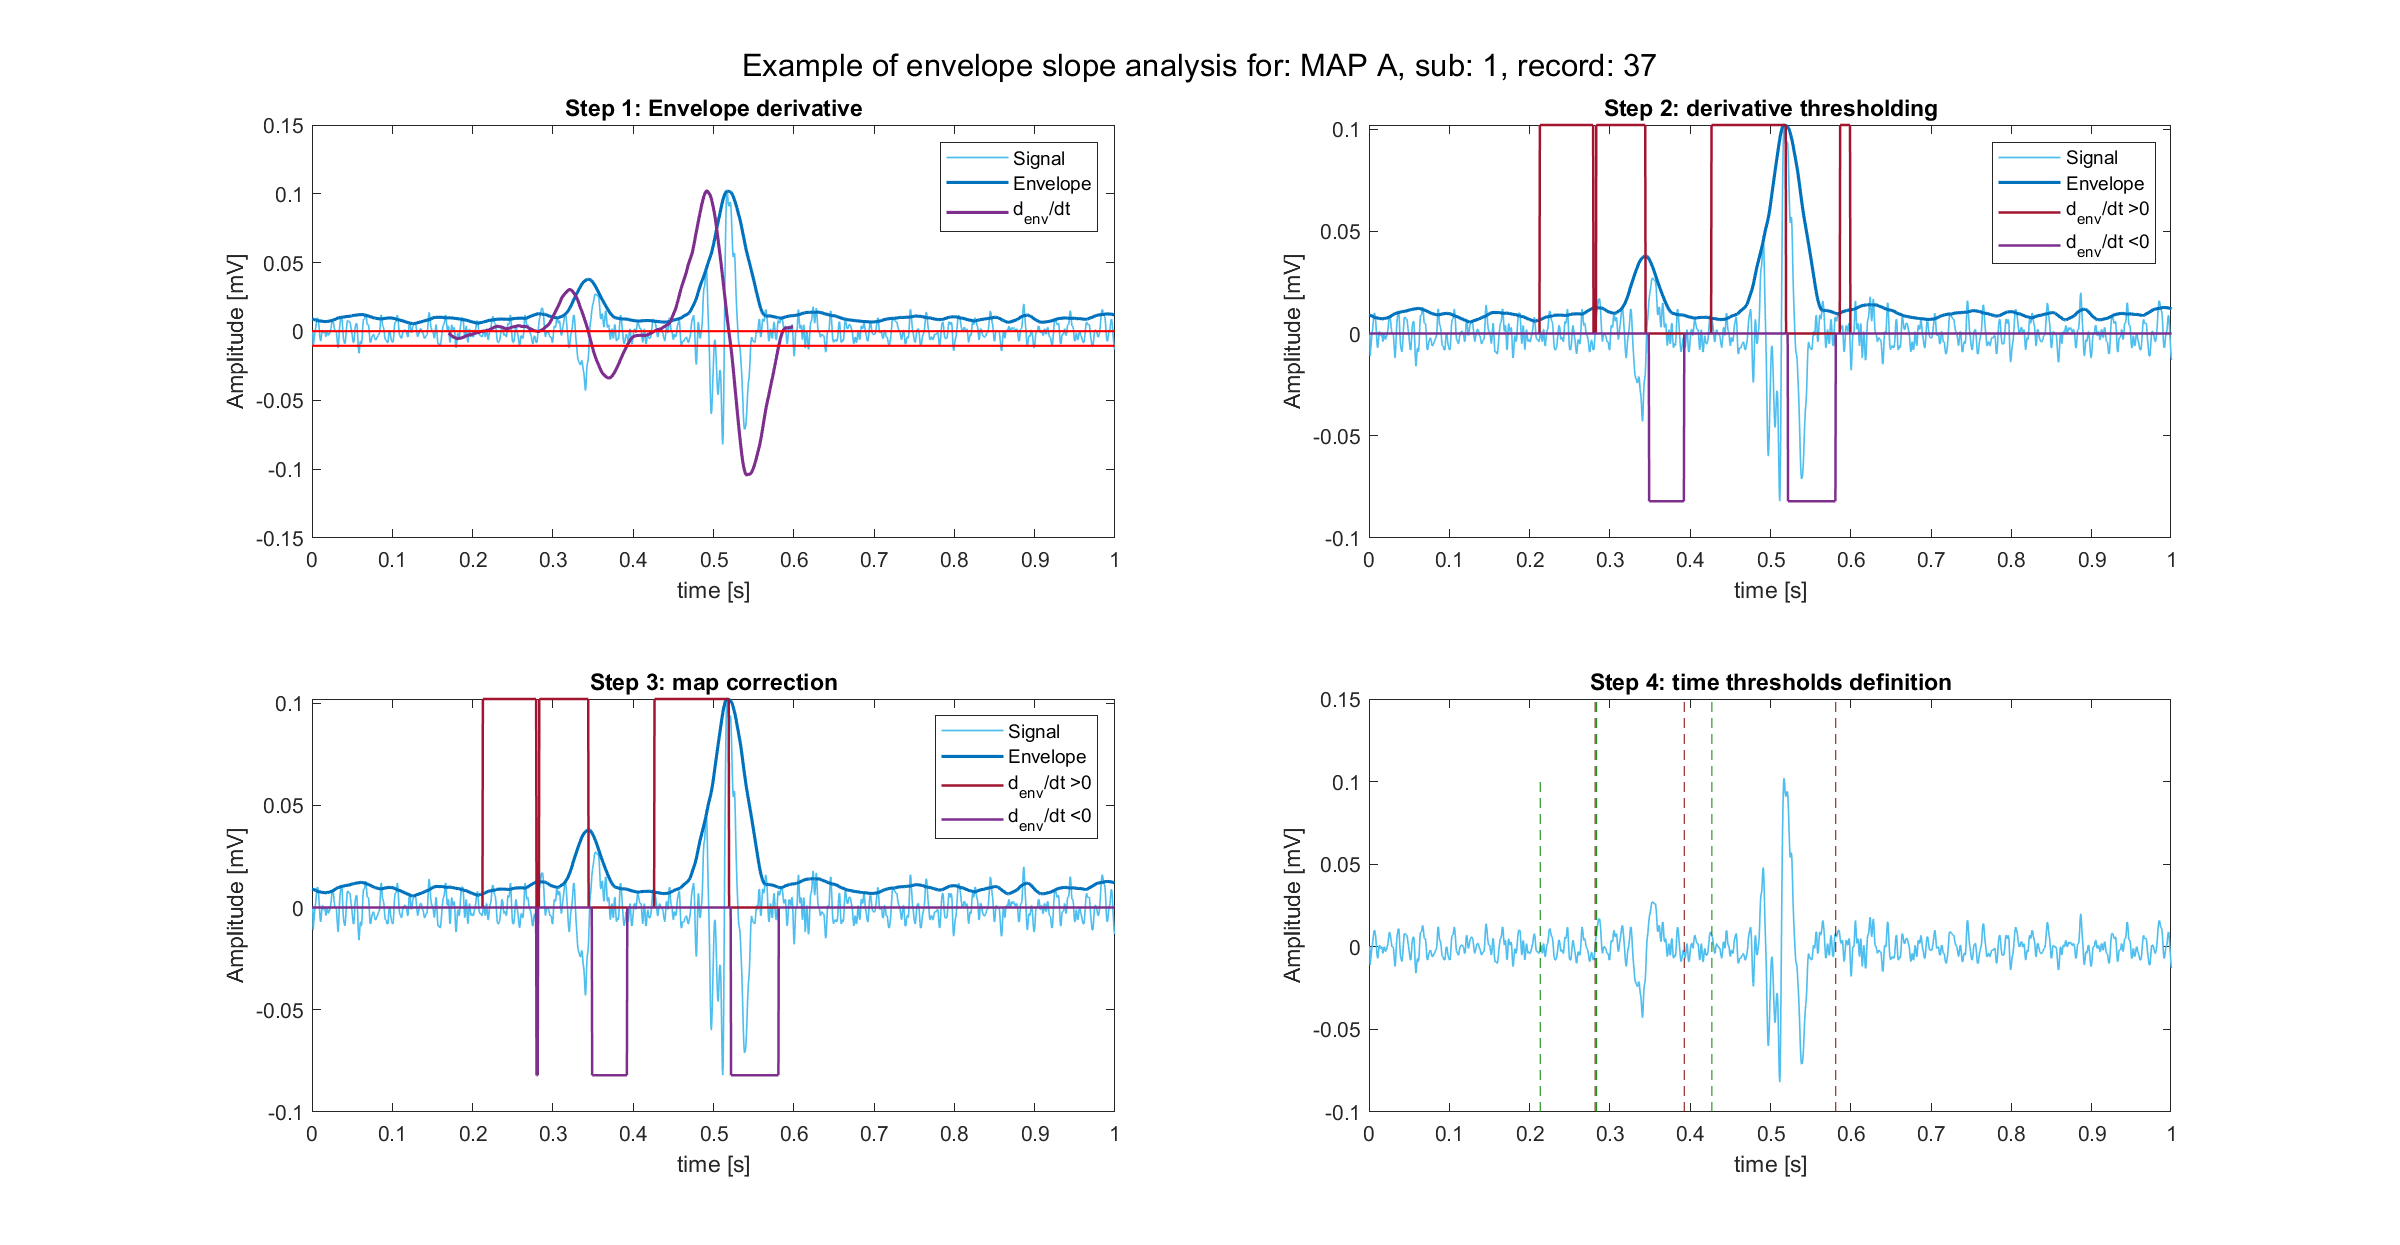 Example of envelope slope analysis for: MAP A, sub: 1, record: 37
Step 1: Envelope derivative
0.15
0.1
0.05
0
-0.05
-0.1
-0.15
Amplitude [mV]
0 0.1 0.2 0.3 0.4 0.5 0.6 0.7 0.8 0.9 1
time [s]
Signal
Envelope
denv/dt
Step 2: derivative thresholding
0.1
0.05
0
-0.05
-0.1
Amplitude [mV]
0 0.1 0.2 0.3 0.4 0.5 0.6 0.7 0.8 0.9 1
time [s]
Signal
Envelope
denv/dt >0
denv/dt <0
Step 3: map correction
0.1
0.05
0
-0.05
-0.1
Amplitude [mV]
0 0.1 0.2 0.3 0.4 0.5 0.6 0.7 0.8 0.9 1
time [s]
Signal
Envelope
denv/dt >0
denv/dt <0
Step 4: time thresholds definition
0.15
0.1
0.05
0
-0.05
-0.1
Amplitude [mV]
0 0.1 0.2 0.3 0.4 0.5 0.6 0.7 0.8 0.9 1
time [s]